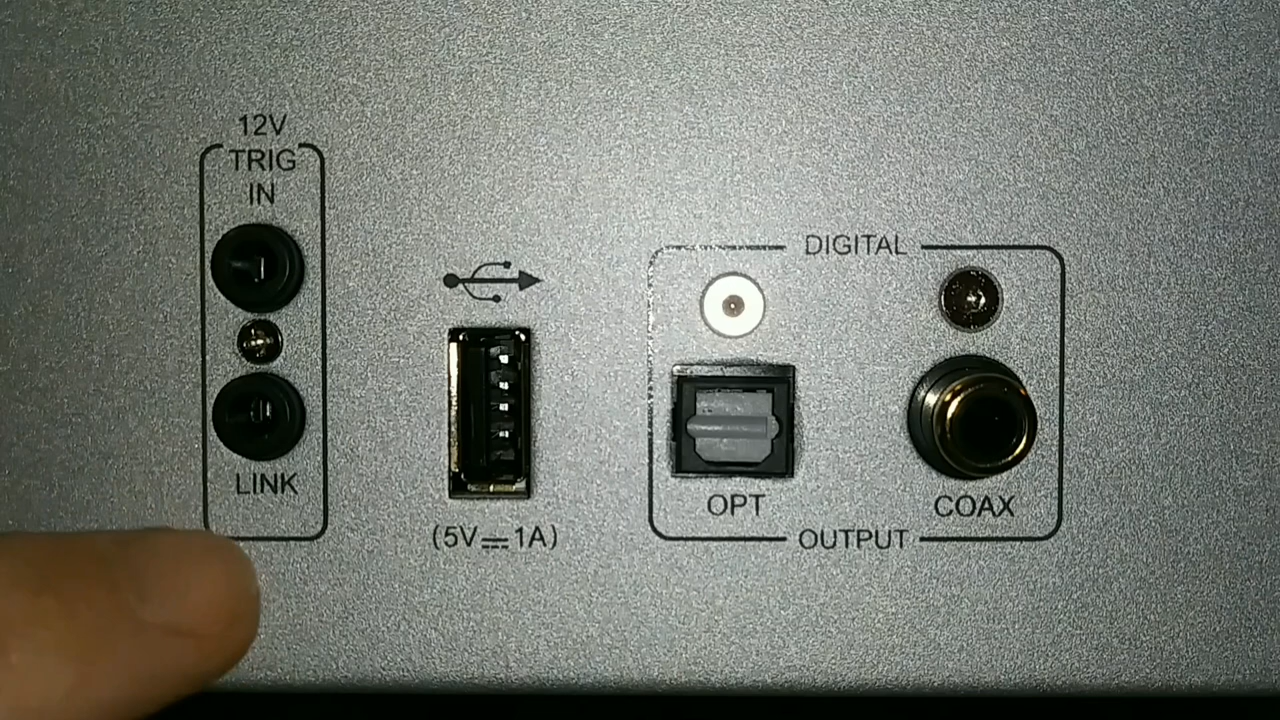 12V
TRIG
IN
LINK
(5V⎓1A)
DIGITAL
OPT
COAX
OUTPUT